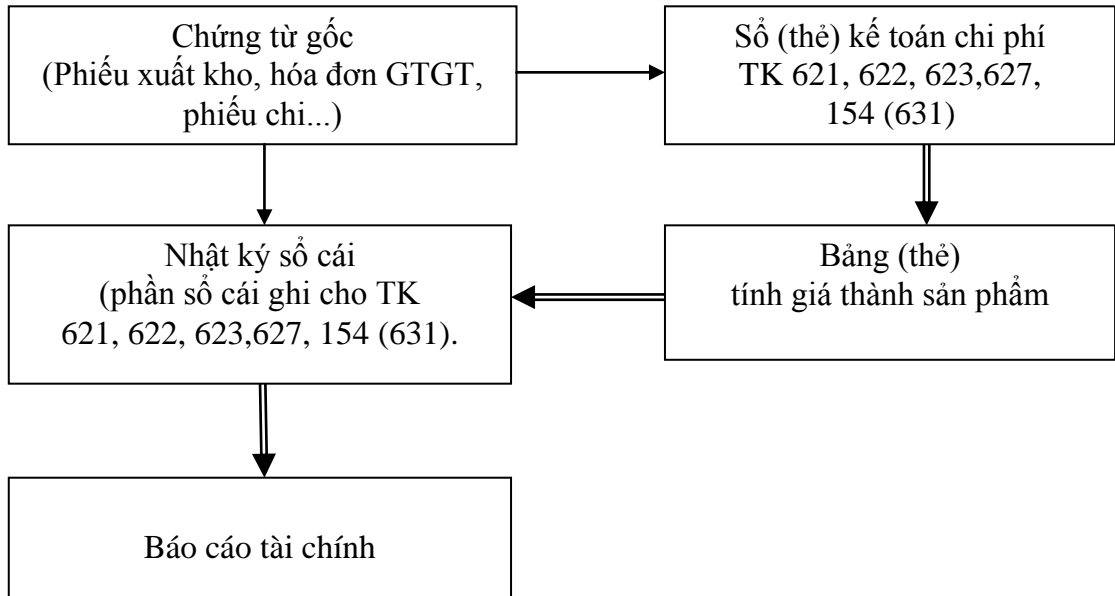 Chứng từ gốc
(Phiếu xuất kho, hóa đơn GTGT,
phiếu chi...)
Sổ (thẻ) kế toán chi phí
TK 621, 622, 623,627,
154 (631)
Nhật ký sổ cái
(phần sổ cái ghi cho TK
621, 622, 623,627, 154 (631).
Bảng (thẻ)
tính giá thành sản phẩm
Báo cáo tài chính